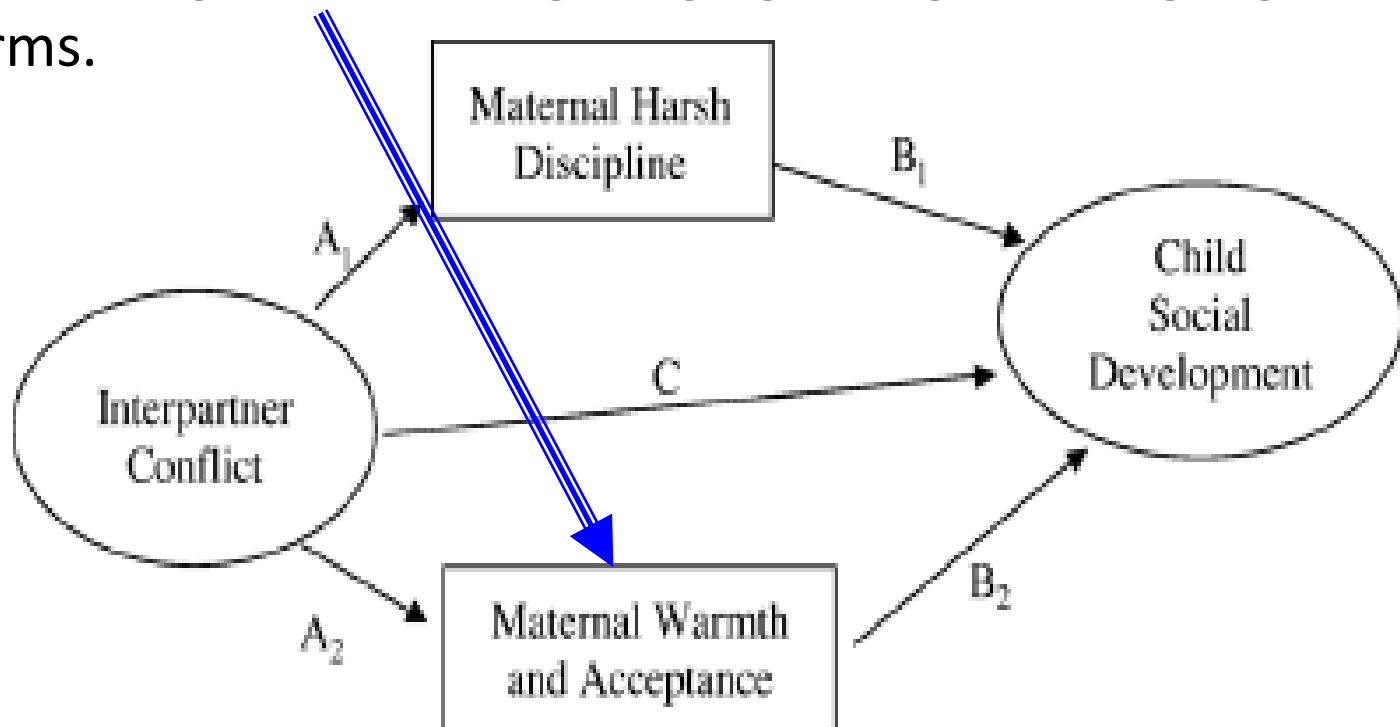 rms.
Maternal Harsh
Discipline
A₁
B₁
Child
Social
Development
C
Interpartner
Conflict
A₂
B₂
Maternal Warmth
and Acceptance